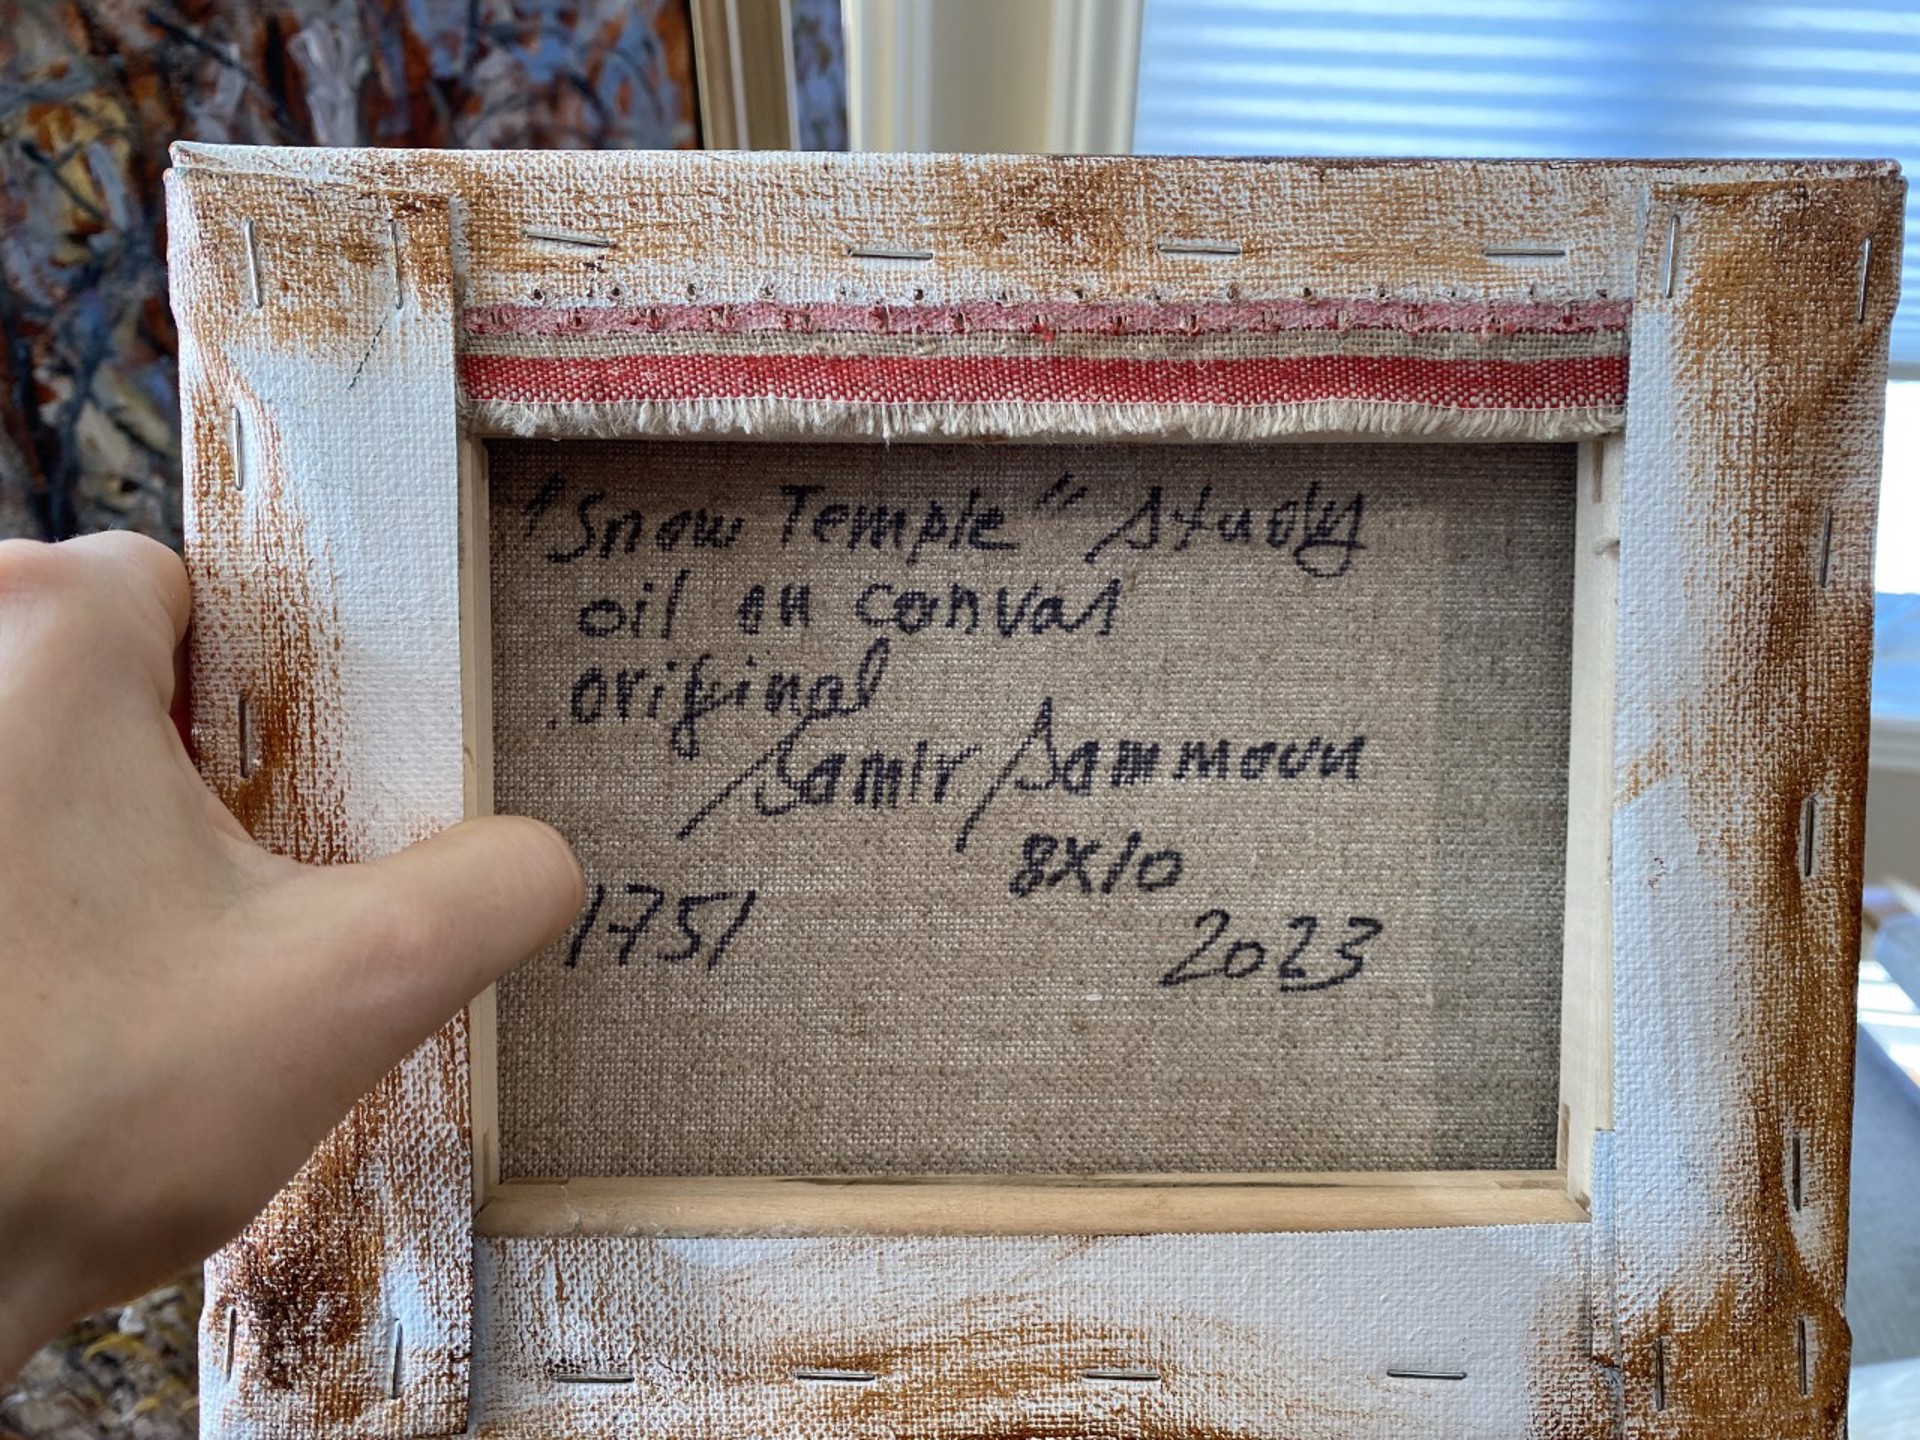 "Snow Temple" study
oil on canvas
original
Samir Sammoun
8x10
1751
2023